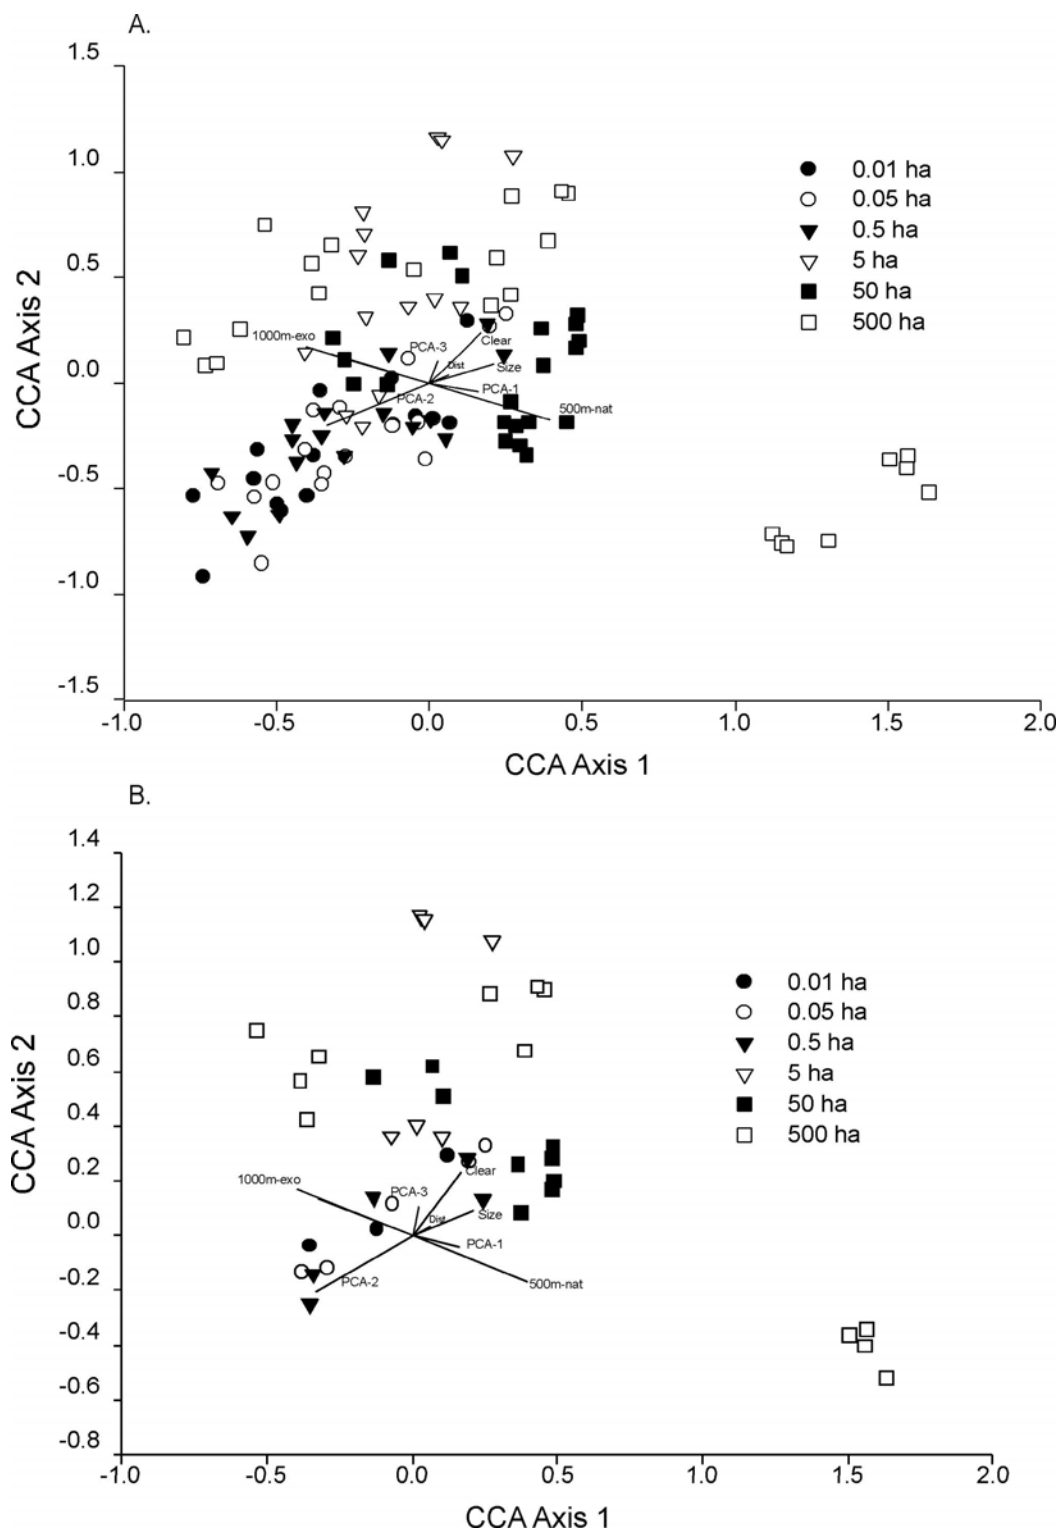 A.
1.5
1.0
0.5
0.0
-0.5
-1.0
-1.5
CCA Axis 2
0.01 ha
0.05 ha
0.5 ha
5 ha
50 ha
500 ha
1000m-exo
PCA-3
Clear
Dist
Size
PCA-1
PCA-2
500m-nat
-1.0 -0.5 0.0 0.5 1.0 1.5 2.0
CCA Axis 1
B.
1.4
1.2
1.0
0.8
0.6
0.4
0.2
0.0
-0.2
-0.4
-0.6
-0.8
CCA Axis 2
0.01 ha
0.05 ha
0.5 ha
5 ha
50 ha
500 ha
1000m-exo
PCA-3
Clear
Dist
Size
PCA-1
PCA-2
500m-nat
-1.0 -0.5 0.0 0.5 1.0 1.5 2.0
CCA Axis 1